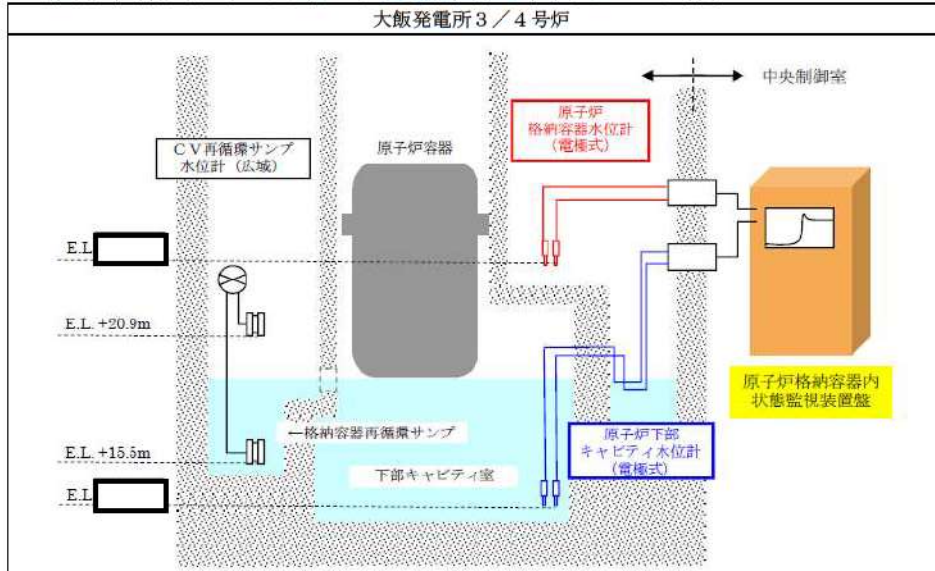 大飯発電所３／４号炉
中央制御室
原子炉
格納容器水位計
（電極式）
ＣＶ再循環サンプ
水位計（広域）
原子炉容器
E.L
E.L. +20.9m
原子炉格納容器内
状態監視装置盤
←格納容器再循環サンプ
原子炉下部
キャビティ水位計
（電極式）
E.L. +15.5m
下部キャビティ室
E.L